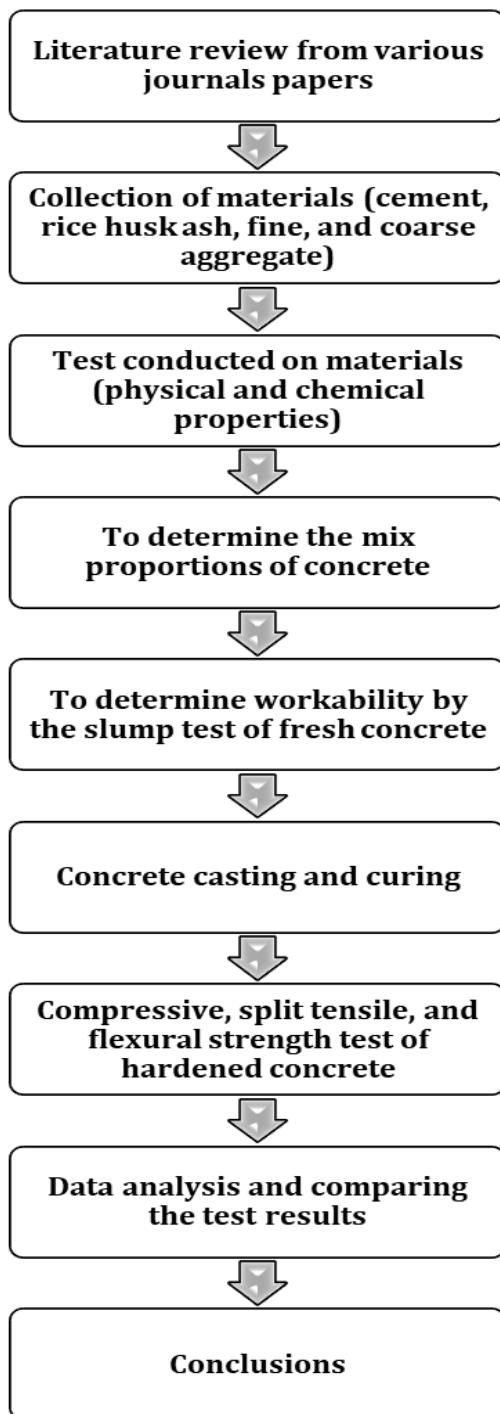 Literature review from various
journals papers
Collection of materials (cement,
rice husk ash, fine, and coarse
aggregate)
Test conducted on materials
(physical and chemical
properties)
To determine the mix
proportions of concrete
To determine workability by
the slump test of fresh concrete
Concrete casting and curing
Compressive, split tensile, and
flexural strength test of
hardened concrete
Data analysis and comparing
the test results
Conclusions